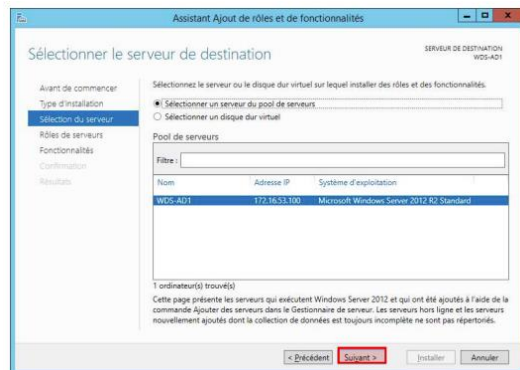 Assistant Ajout de rôles et de fonctionnalités
Sélectionner le serveur de destination
SERVEUR DE DESTINATION
WDS-AD1
Avant de commencer
Type d'installation
Sélection du serveur
Rôles de serveurs
Fonctionnalités
Confirmation
Résultats
Sélectionnez le serveur ou le disque dur virtuel sur lequel installer des rôles et des fonctionnalités.
Sélectionner un serveur du pool de serveurs
Sélectionner un disque dur virtuel
Pool de serveurs
Filtre :
Nom Adresse IP Système d'exploitation
WDS-AD1 172.16.53.100 Microsoft Windows Server 2012 R2 Standard
1 ordinateur(s) trouvé(s)
Cette page présente les serveurs qui exécutent Windows Server 2012 et qui ont été ajoutés à l'aide de la
commande Ajouter des serveurs dans le Gestionnaire de serveur. Les serveurs hors ligne et les serveurs
nouvellement ajoutés dont la collection de données est toujours incomplète ne sont pas répertoriés.
< Précédent Suivant > Installer Annuler